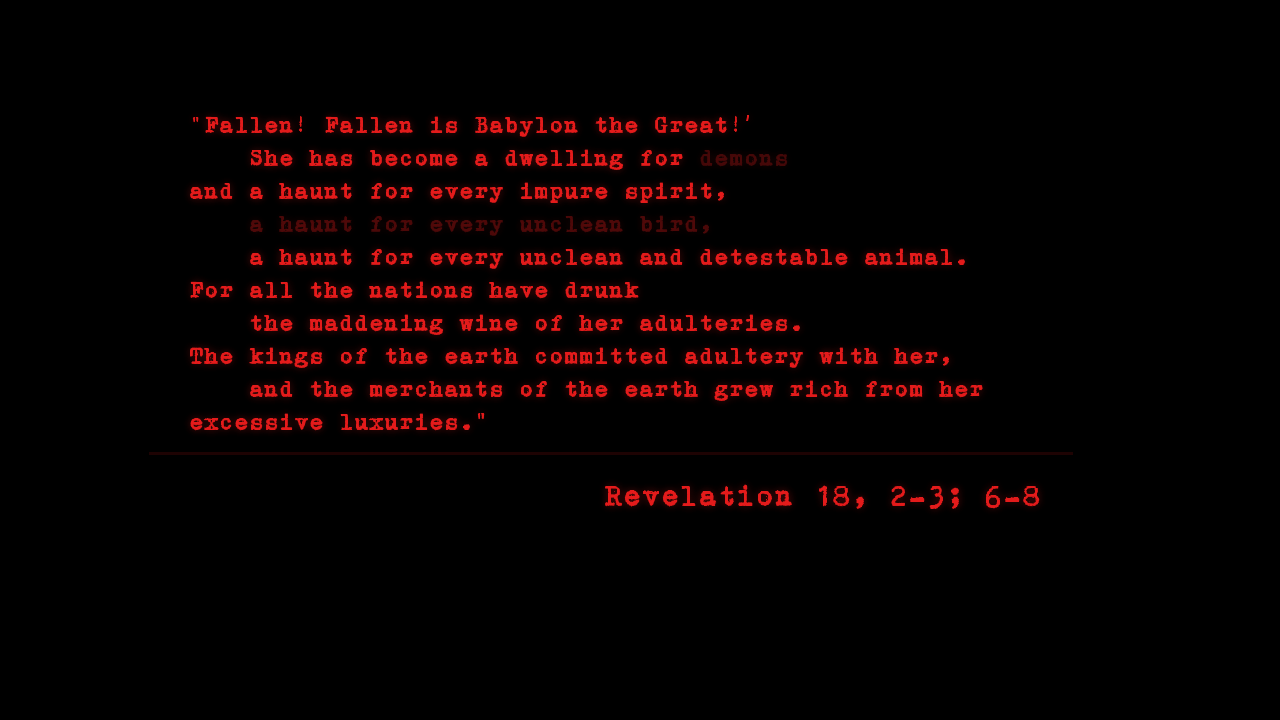 "Fallen! Fallen is Babylon the Great!'
She has become a dwelling for demons
and a haunt for every impure spirit,
a haunt for every unclean bird,
a haunt for every unclean and detestable animal.
For all the nations have drunk
the maddening wine of her adulteries.
The kings of the earth committed adultery with her,
and the merchants of the earth grew rich from her
excessive luxuries."
Revelation 18, 2-3; 6-8